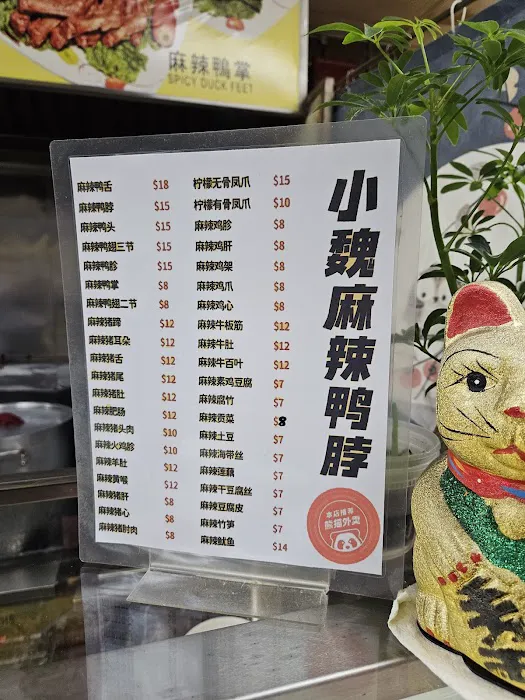 麻辣鴨掌
SPICY DUCK FEET
小魏麻辣鸭脖
麻辣鸭舌 $18
麻辣鸭脖 $15
麻辣鸭头 $15
麻辣鸭翅三节 $15
麻辣鸭胗 $15
麻辣鸭掌 $8
麻辣鸭翅二节 $8
麻辣猪蹄 $12
麻辣猪耳朵 $12
麻辣猪舌 $12
麻辣猪尾 $12
麻辣猪肚 $12
麻辣肥肠 $12
麻辣猪头肉 $10
麻辣火鸡胗 $10
麻辣羊肚 $12
麻辣黄喉 $12
麻辣猪肝 $8
麻辣猪心 $8
麻辣猪肘肉 $8
柠檬无骨凤爪 $15
柠檬有骨凤爪 $10
麻辣鸡胗 $8
麻辣鸡肝 $8
麻辣鸡架 $8
麻辣鸡爪 $8
麻辣鸡心 $8
麻辣牛板筋 $12
麻辣牛肚 $12
麻辣牛百叶 $12
麻辣素鸡豆腐 $7
麻辣腐竹 $7
麻辣贡菜 $8
麻辣土豆 $7
麻辣海带丝 $7
麻辣莲藕 $7
麻辣干豆腐丝 $7
麻辣豆腐皮 $7
麻辣竹笋 $7
麻辣鱿鱼 $14
本店推荐
熊猫外卖